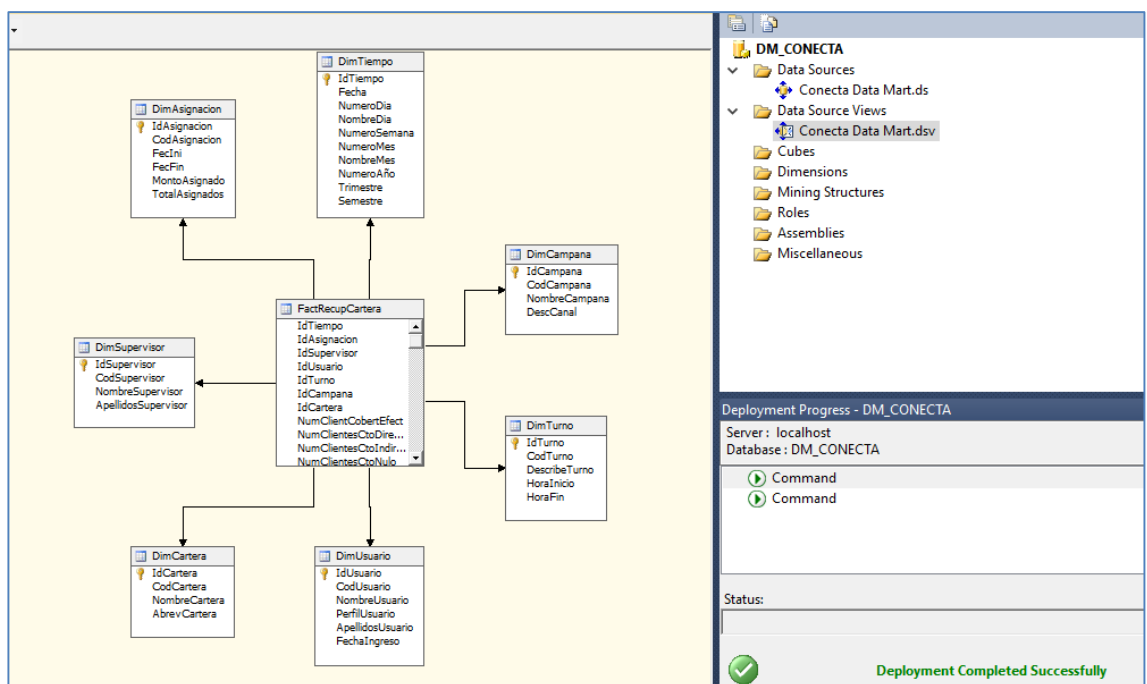 DimTiempo
IdTiempo
Fecha
NumeroDia
NombreDia
NumeroSemana
NumeroMes
NombreMes
NumeroAño
Trimestre
Semestre
DimAsignacion
IdAsignacion
CodAsignacion
FecIni
FecFin
MontoAsignado
TotalAsignados
DimCampana
IdCampana
CodCampana
NombreCampana
DescCanal
FactRecupCartera
IdTiempo
IdAsignacion
IdSupervisor
IdUsuario
IdTurno
IdCampana
IdCartera
NumClientCobertEfect
NumClientesCtoDire...
NumClientesCtoIndir...
NumClientesCtoNulo
DimSupervisor
IdSupervisor
CodSupervisor
NombreSupervisor
ApellidosSupervisor
DimTurno
IdTurno
CodTurno
DescribeTurno
HoraInicio
HoraFin
DimCartera
IdCartera
CodCartera
NombreCartera
AbrevCartera
DimUsuario
IdUsuario
CodUsuario
NombreUsuario
PerfilUsuario
ApellidosUsuario
FechaIngreso
DM_CONECTA
Data Sources
Conecta Data Mart.ds
Data Source Views
Conecta Data Mart.dsv
Cubes
Dimensions
Mining Structures
Roles
Assemblies
Miscellaneous
Deployment Progress - DM_CONECTA
Server : localhost
Database : DM_CONECTA
Command
Command
Status:
Deployment Completed Successfully